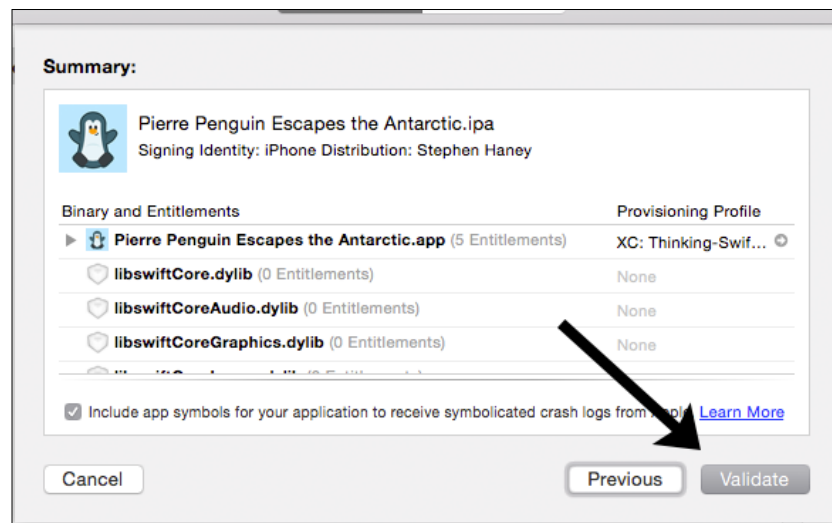 Summary:
Pierre Penguin Escapes the Antarctic.ipa
Signing Identity: iPhone Distribution: Stephen Haney
Binary and Entitlements Provisioning Profile
Pierre Penguin Escapes the Antarctic.app (5 Entitlements) XC: Thinking-Swif...
libswiftCore.dylib (0 Entitlements) None
libswiftCoreAudio.dylib (0 Entitlements) None
libswiftCoreGraphics.dylib (0 Entitlements) None
Include app symbols for your application to receive symbolicated crash logs from Apple Learn More
Cancel Previous Validate